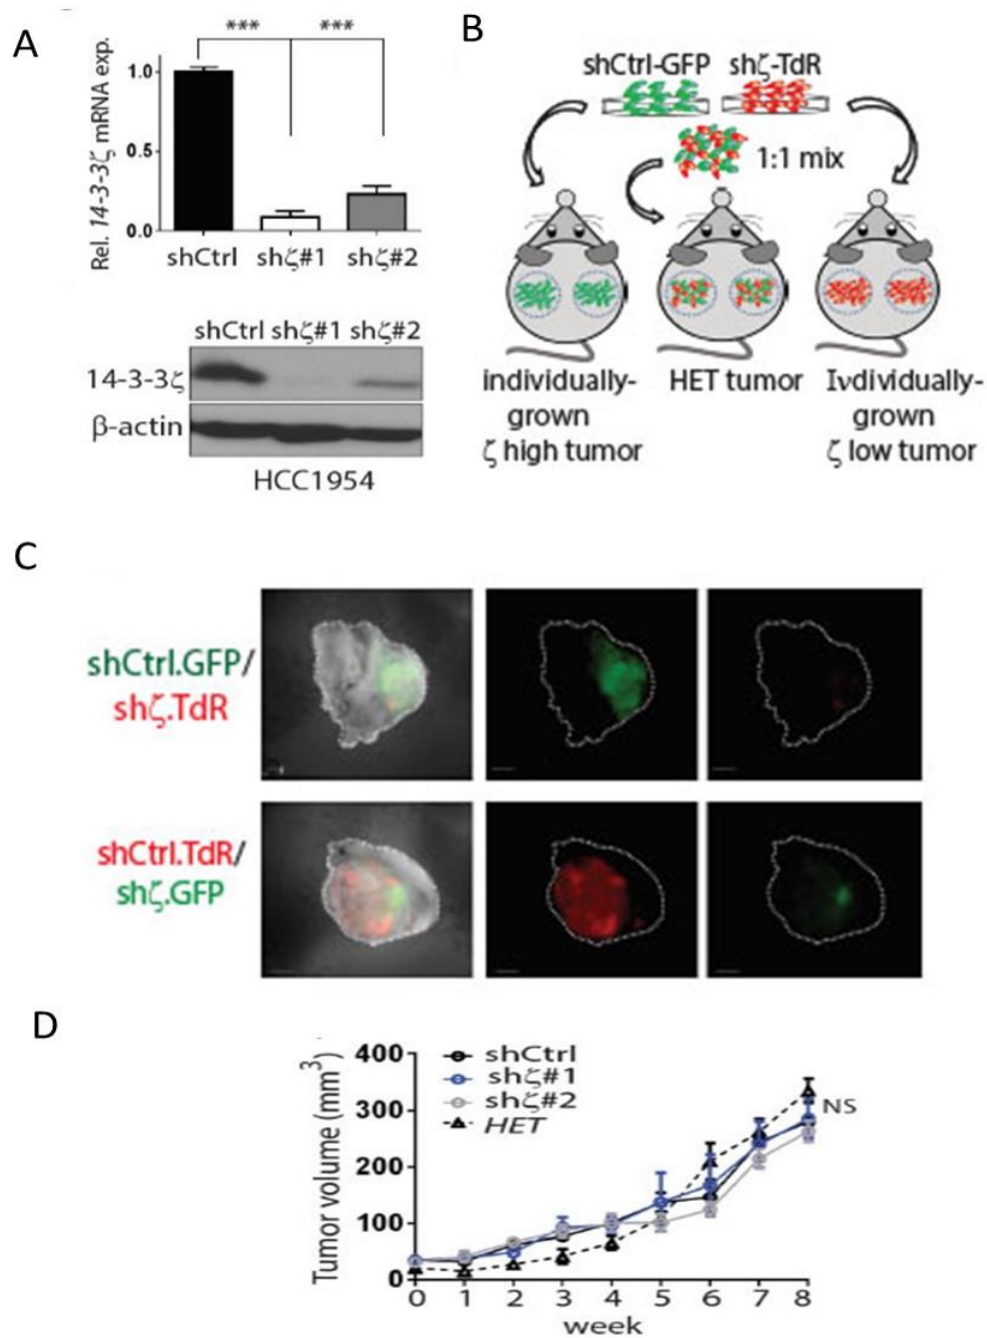 A
*** ***
Rel. 14-3-3ζ mRNA exp.
1.0
0.5
0.0
shCtrl shζ#1 shζ#2
shCtrl shζ#1 shζ#2
14-3-3ζ
β-actin
HCC1954
B
shCtrl-GFP shζ-TdR
1:1 mix
individually-
grown
ζ high tumor
HET tumor
Iνdividually-
grown
ζ low tumor
C
shCtrl.GFP/
shζ.TdR
shCtrl.TdR/
shζ.GFP
D
Tumor volume (mm³)
400
300
200
100
0
shCtrl
shζ#1
shζ#2
HET
NS
0 1 2 3 4 5 6 7 8
week